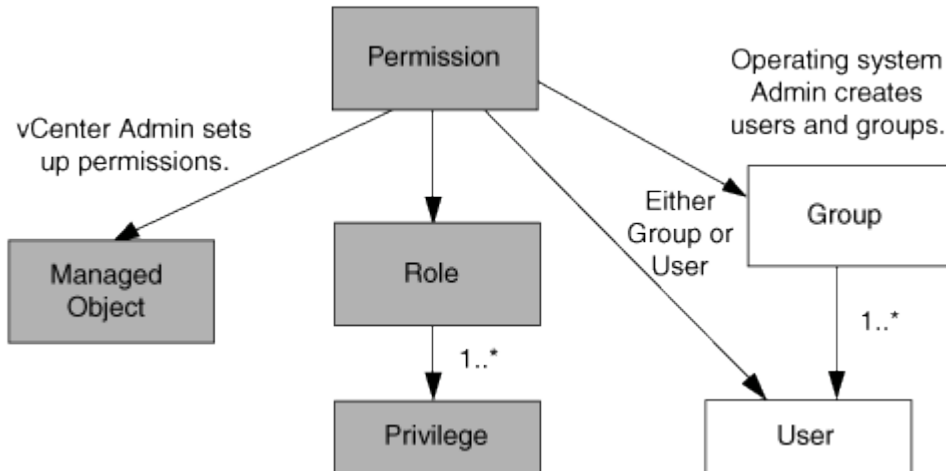 Permission
Operating system
Admin creates
users and groups.
vCenter Admin sets
up permissions.
Either
Group or
User
Group
Managed
Object
Role
1..*
1..*
Privilege
User